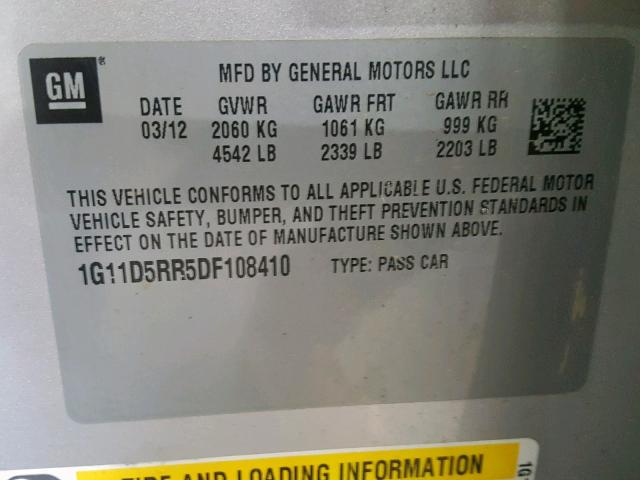 GM ®
MFD BY GENERAL MOTORS LLC
DATE GVWR GAWR FRT GAWR RR
03/12 2060 KG 1061 KG 999 KG
4542 LB 2339 LB 2203 LB
THIS VEHICLE CONFORMS TO ALL APPLICABLE U.S. FEDERAL MOTOR
VEHICLE SAFETY, BUMPER, AND THEFT PREVENTION STANDARDS IN
EFFECT ON THE DATE OF MANUFACTURE SHOWN ABOVE.
1G11D5RR5DF108410 TYPE: PASS CAR
TIRE AND LOADING INFORMATION
1G